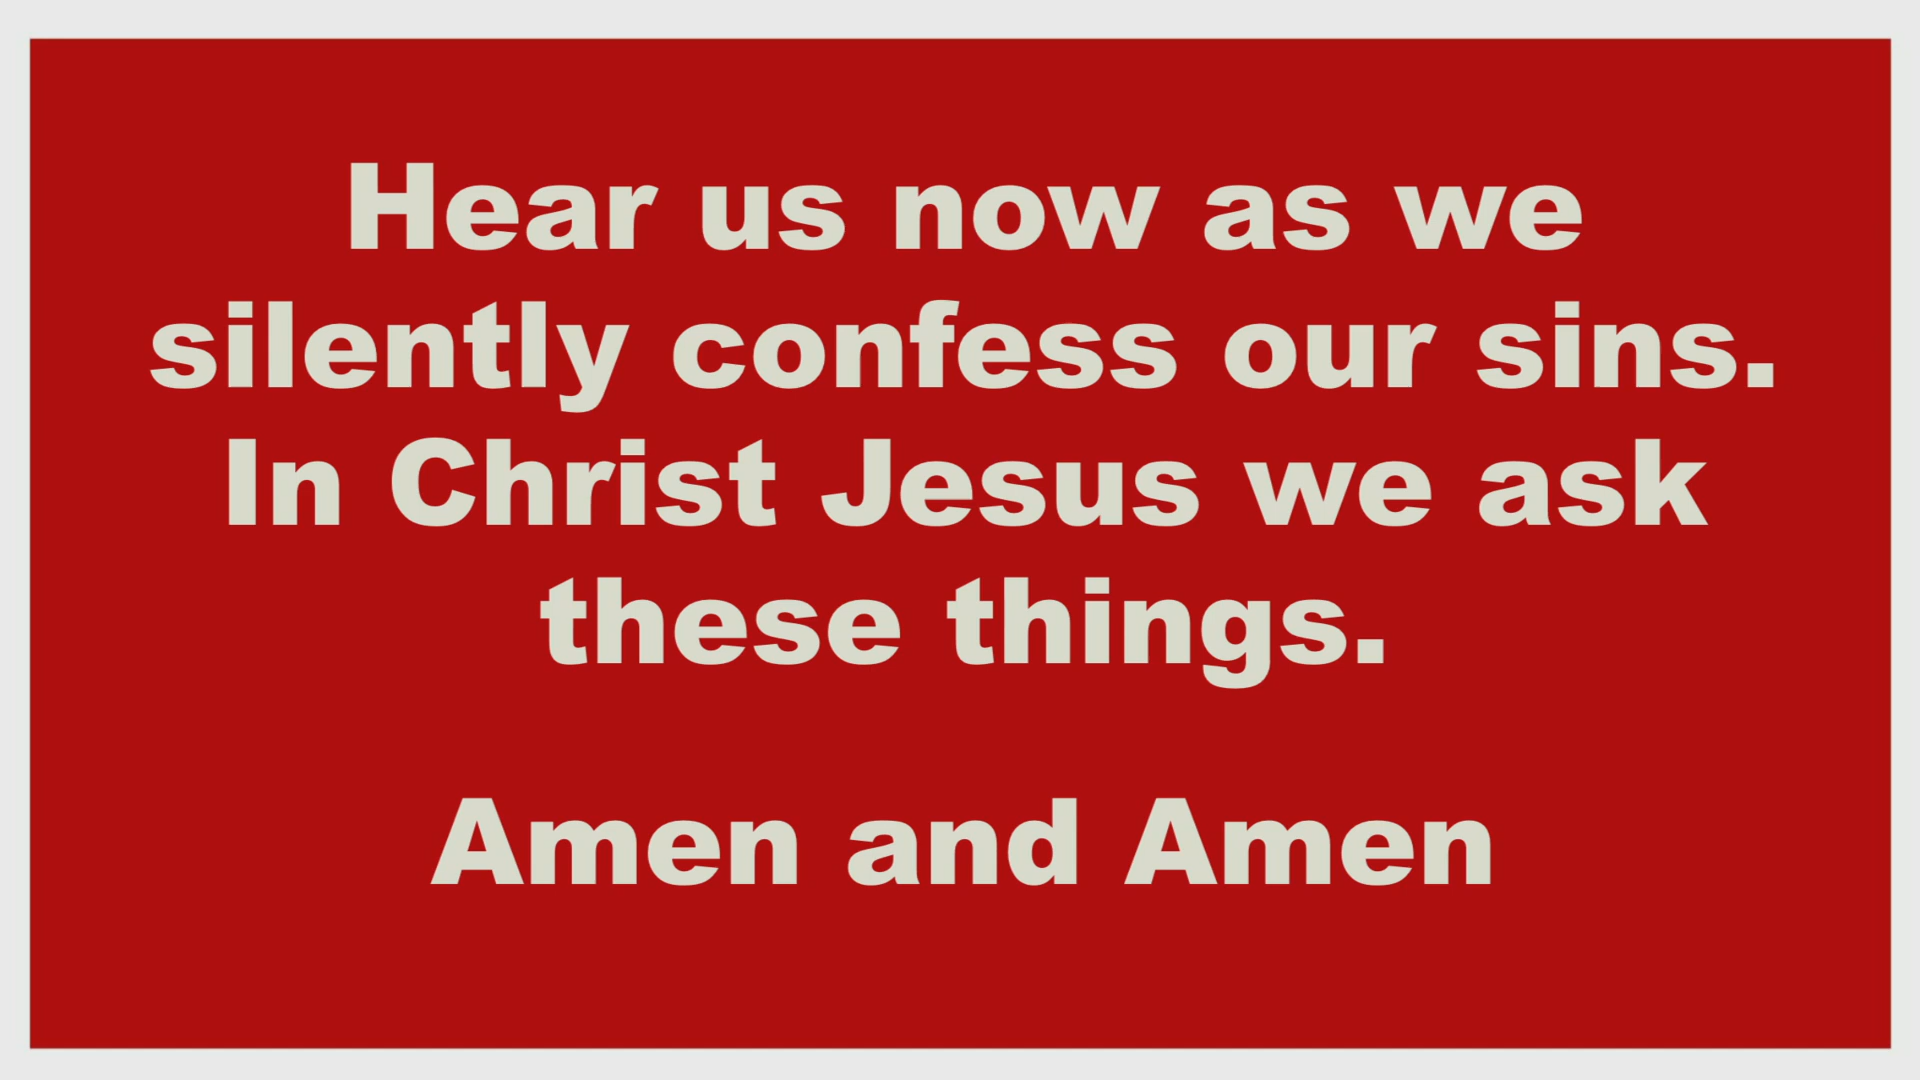 Hear us now as we
silently confess our sins.
In Christ Jesus we ask
these things.
Amen and Amen